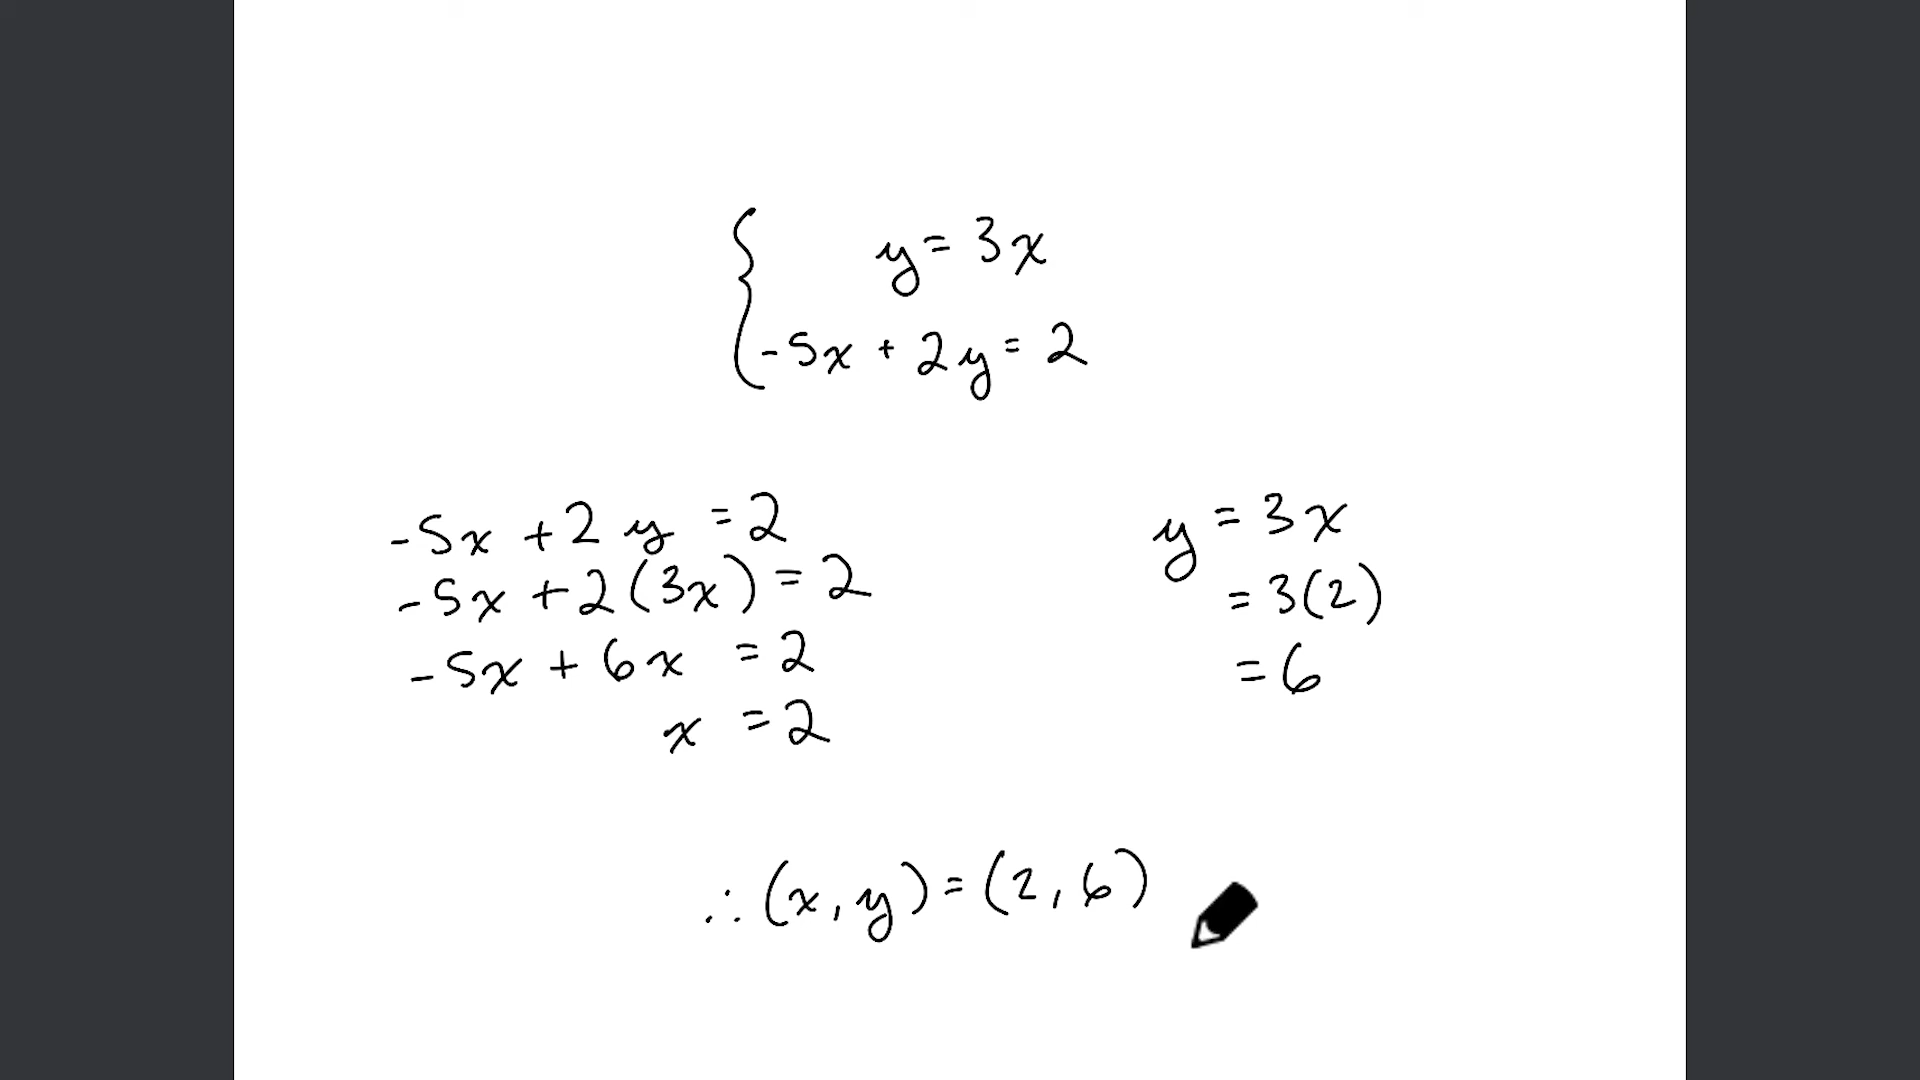 y = 3x
-5x + 2y = 2
-5x + 2y = 2
-5x + 2(3x) = 2
-5x + 6x = 2
x = 2
y = 3x
= 3(2)
= 6
∴ (x, y) = (2, 6)